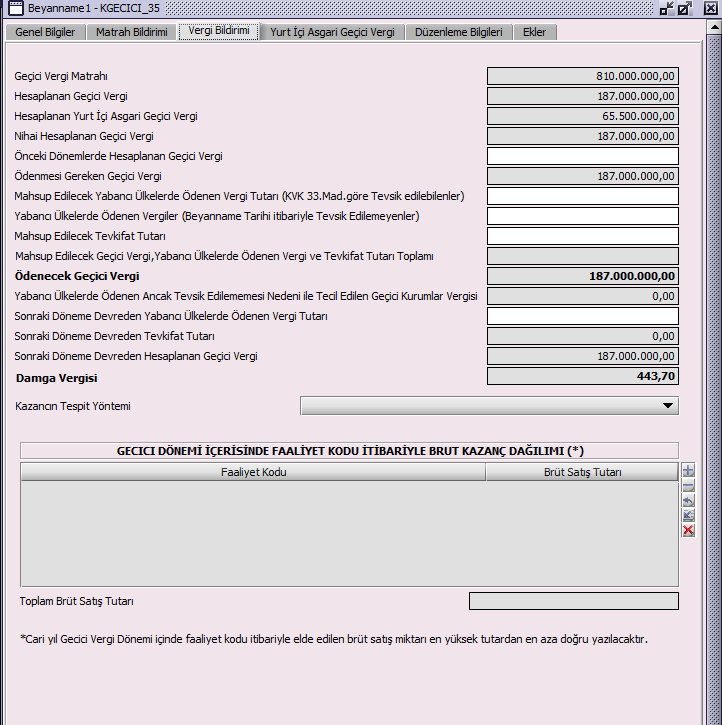 Beyanname1 - KGECICI_35
Genel Bilgiler Matrah Bildirimi Vergi Bildirimi Yurt İçi Asgari Geçici Vergi Düzenleme Bilgileri Ekler
Geçici Vergi Matrahı 810.000.000,00
Hesaplanan Geçici Vergi 187.000.000,00
Hesaplanan Yurt İçi Asgari Geçici Vergi 65.500.000,00
Nihai Hesaplanan Geçici Vergi 187.000.000,00
Önceki Dönemlerde Hesaplanan Geçici Vergi
Ödenmesi Gereken Geçici Vergi 187.000.000,00
Mahsup Edilecek Yabancı Ülkelerde Ödenen Vergi Tutarı (KVK 33.Mad.göre Tevsik edilebilenler)
Yabancı Ülkelerde Ödenen Vergiler (Beyanname Tarihi itibariyle Tevsik Edilemeyenler)
Mahsup Edilecek Tevkifat Tutarı
Mahsup Edilecek Geçici Vergi,Yabancı Ülkelerde Ödenen Vergi ve Tevkifat Tutarı Toplamı
Ödenecek Geçici Vergi 187.000.000,00
Yabancı Ülkelerde Ödenen Ancak Tevsik Edilememesi Nedeni ile Tecil Edilen Geçici Kurumlar Vergisi 0,00
Sonraki Döneme Devreden Yabancı Ülkelerde Ödenen Vergi Tutarı
Sonraki Döneme Devreden Tevkifat Tutarı 0,00
Sonraki Döneme Devreden Hesaplanan Geçici Vergi 187.000.000,00
Damga Vergisi 443,70
Kazancın Tespit Yöntemi
GECICI DÖNEMİ İÇERİSİNDE FAALİYET KODU İTİBARİYLE BRUT KAZANÇ DAĞILIMI (*)
Faaliyet Kodu Brüt Satış Tutarı
Toplam Brüt Satış Tutarı
*Cari yıl Gecici Vergi Dönemi içinde faaliyet kodu itibariyle elde edilen brüt satış miktarı en yüksek tutardan en aza doğru yazılacaktır.